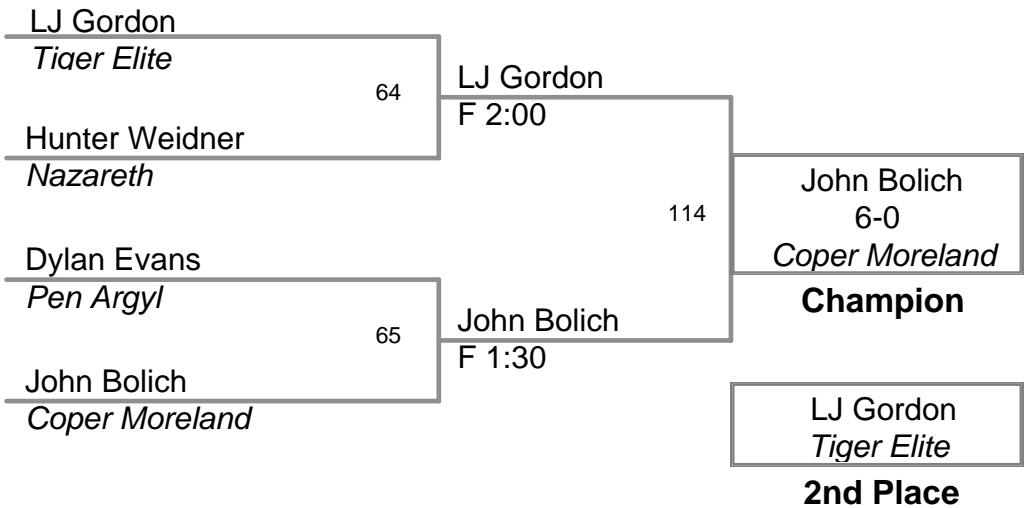 LJ Gordon
Tiger Elite
64
Hunter Weidner
Nazareth
LJ Gordon
F 2:00
Dylan Evans
Pen Argyl
65
John Bolich
Coper Moreland
John Bolich
F 1:30
114
John Bolich
6-0
Coper Moreland
Champion
LJ Gordon
Tiger Elite
2nd Place